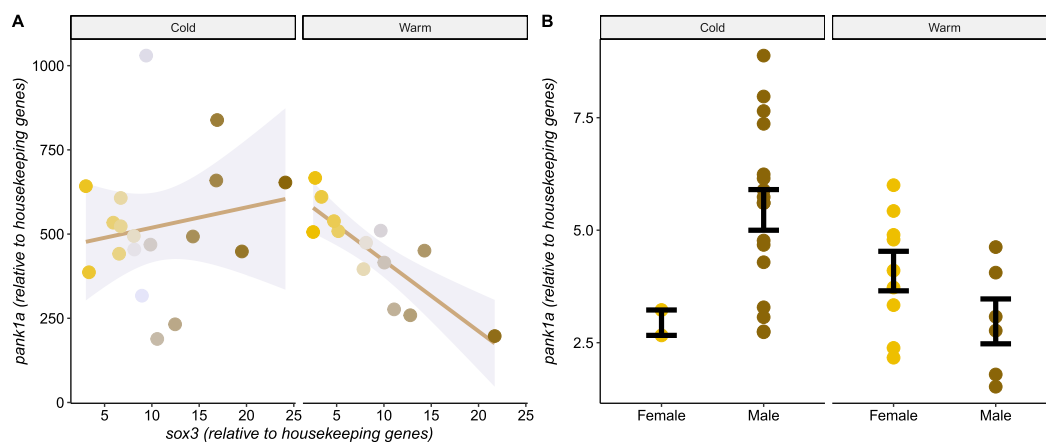 A
Cold
Warm
pank1a (relative to housekeeping genes)
1000
750
500
250
0
5
10
15
20
25
5
10
15
20
25
sox3 (relative to housekeeping genes)
B
Cold
Warm
pank1a (relative to housekeeping genes)
7.5
5.0
2.5
Female
Male
Female
Male